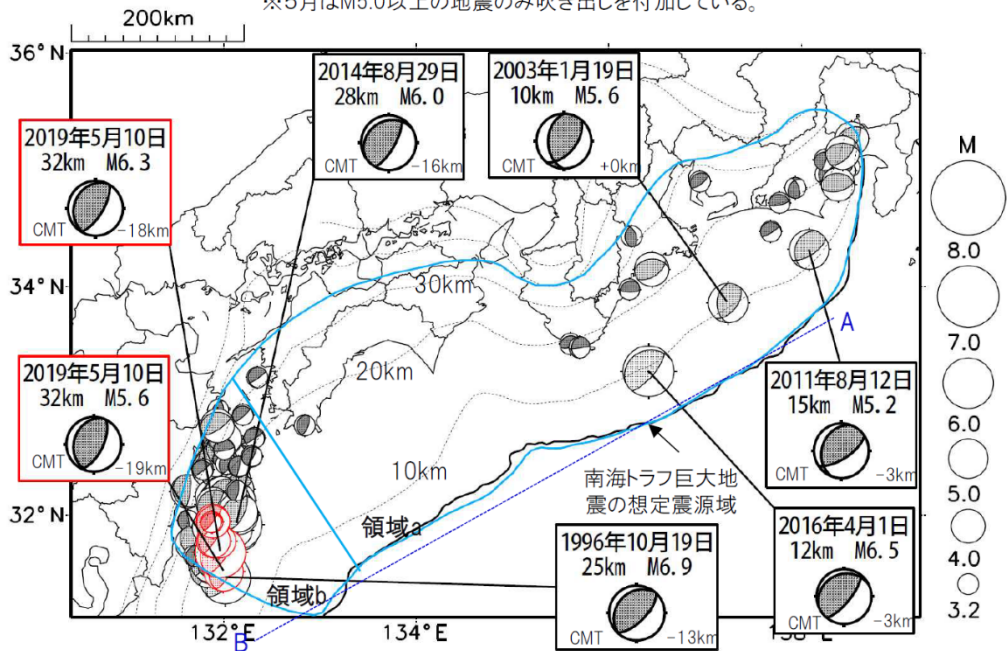 ※5月はM5.0以上の地震のみ吹き出しを付加している。
200km
36°N
34°N
32°N
132°E
134°E
2014年8月29日
28km M6.0
CMT -16km
2003年1月19日
10km M5.6
CMT +0km
2019年5月10日
32km M6.3
CMT -18km
2019年5月10日
32km M5.6
CMT -19km
30km
20km
10km
A
2011年8月12日
15km M5.2
CMT -3km
南海トラフ巨大地
震の想定震源域
領域a
領域b
B
1996年10月19日
25km M6.9
CMT -13km
2016年4月1日
12km M6.5
CMT -3km
M
8.0
7.0
6.0
5.0
4.0
3.2